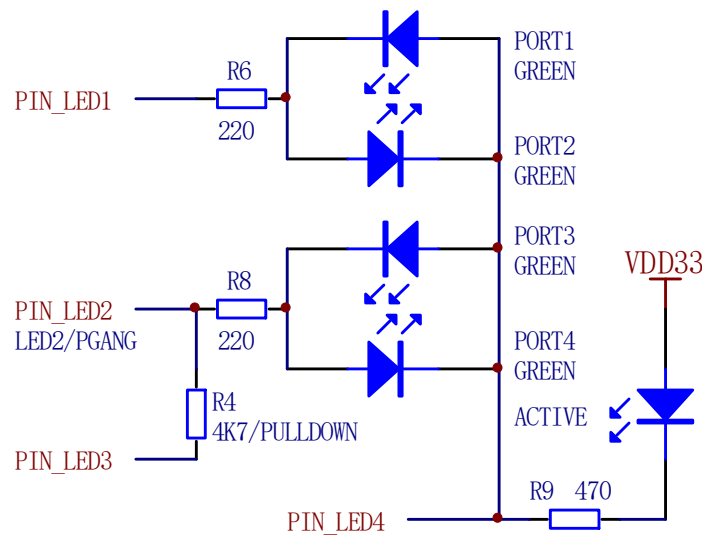 PORT1
GREEN
R6
PIN_LED1
220
PORT2
GREEN
PORT3
GREEN
VDD33
R8
PIN_LED2
LED2/PGANG
220
PORT4
GREEN
R4
4K7/PULLDOWN
ACTIVE
PIN_LED3
R9 470
PIN_LED4